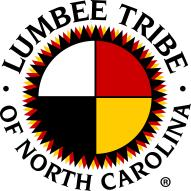 · LUMBEE TRIBE ·
OF NORTH CAROLINA
®